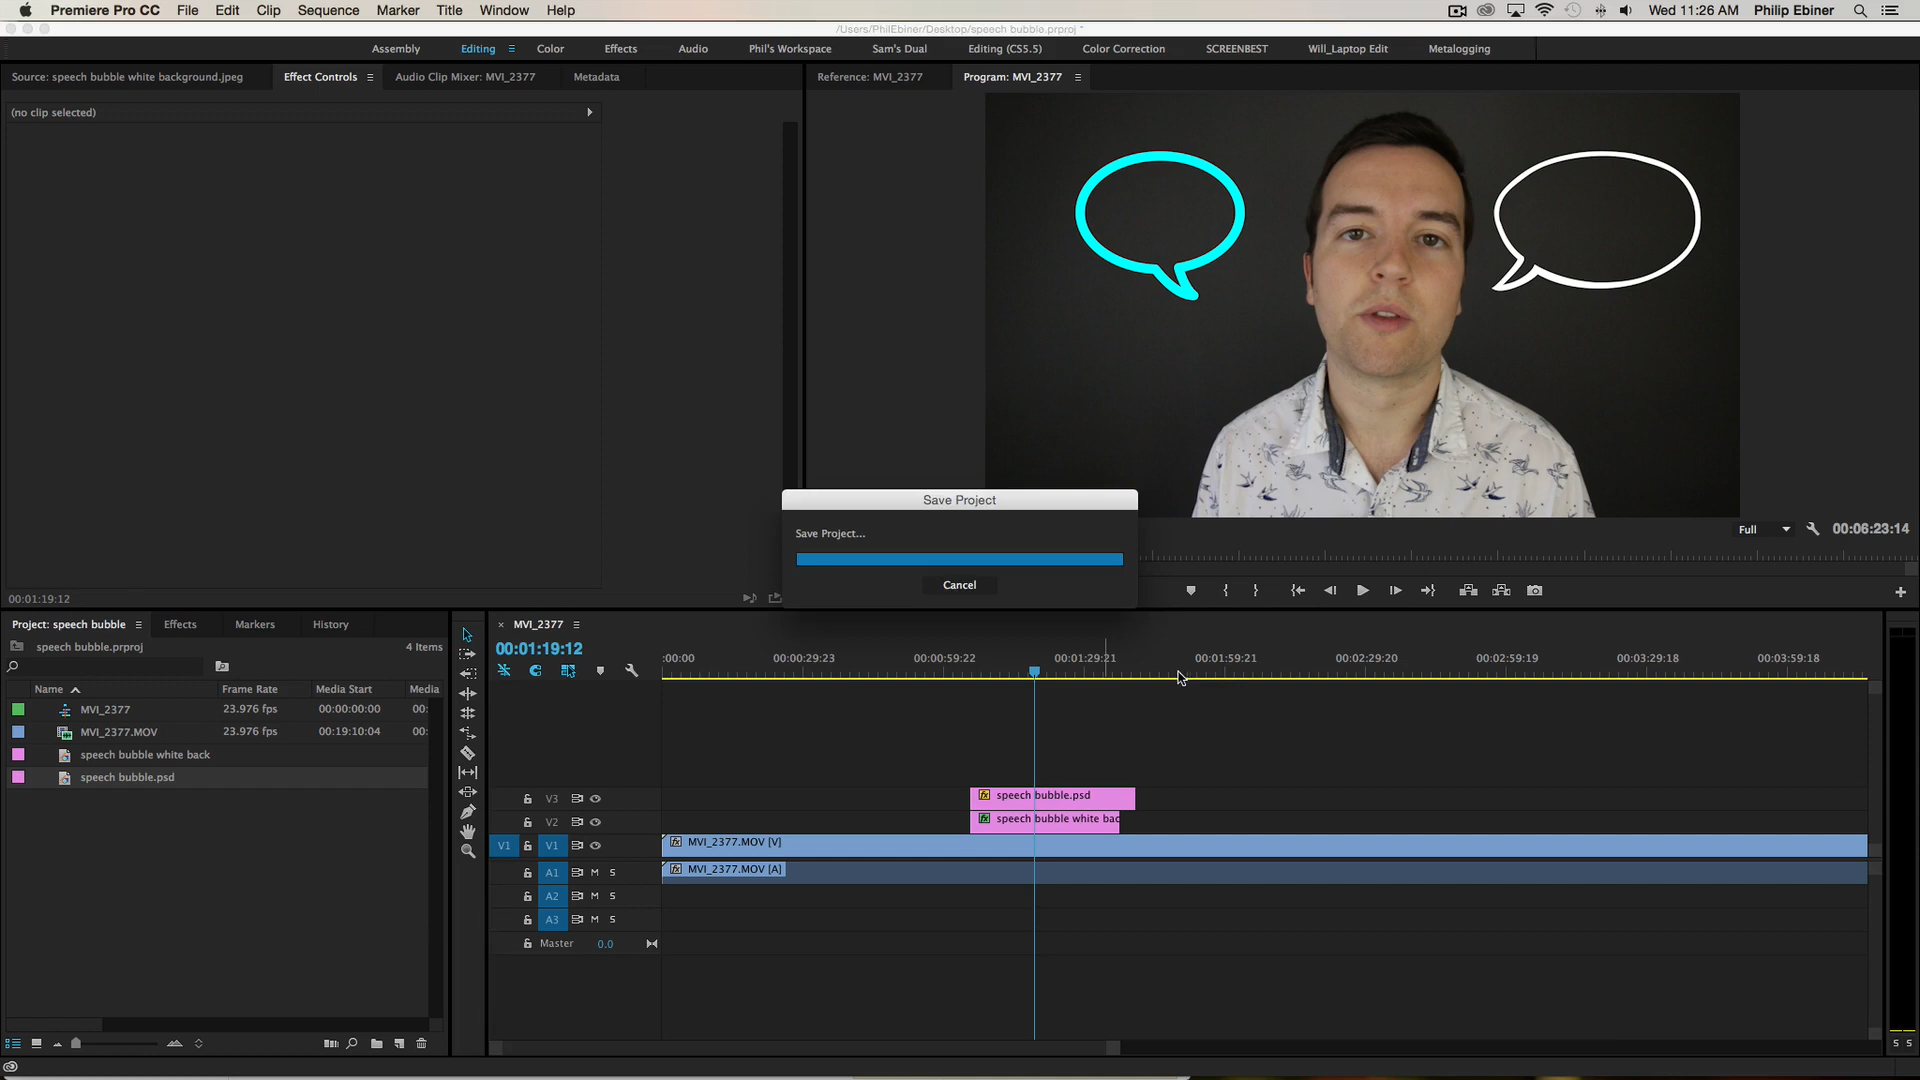 Premiere Pro CC File Edit Clip Sequence Marker Title Window Help Wed 11:26 AM Philip Ebiner
/Users/PhilEbiner/Desktop/speech bubble.prproj *
Assembly Editing Color Effects Audio Phil's Workspace Sam's Dual Editing (CS5.5) Color Correction SCREENBEST Will_Laptop Edit Metalogging
Source: speech bubble white background.jpeg Effect Controls Audio Clip Mixer: MVI_2377 Metadata Reference: MVI_2377 Program: MVI_2377
(no clip selected)
Save Project
Save Project...
Cancel
Full 00:06:23:14
00:01:19:12
Project: speech bubble Effects Markers History
speech bubble.prproj 4 Items
Name Frame Rate Media Start Media
MVI_2377 23.976 fps 00:00:00:00 00:
MVI_2377.MOV 23.976 fps 00:19:10:04 00:
speech bubble white back
speech bubble.psd
MVI_2377
00:01:19:12
:00:00 00:00:29:23 00:00:59:22 00:01:29:21 00:01:59:21 00:02:29:20 00:02:59:19 00:03:29:18 00:03:59:18
V3 speech bubble.psd
V2 speech bubble white bac
V1 V1 MVI_2377.MOV [V]
A1 M S MVI_2377.MOV [A]
A2 M S
A3 M S
Master 0.0
S S